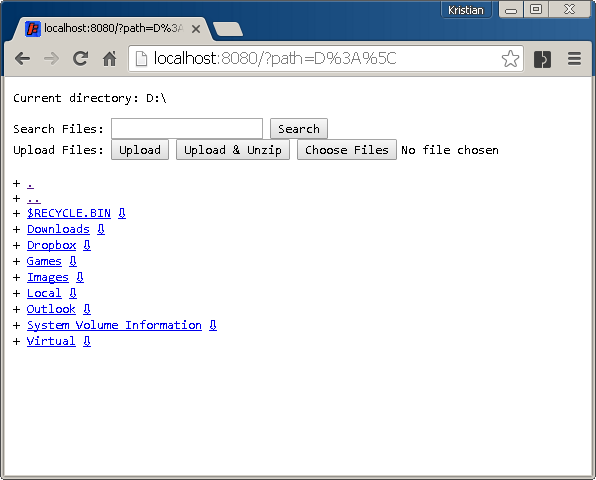 Kristian
localhost:8080/?path=D%3A
localhost:8080/?path=D%3A%5C
Current directory: D:\
Search Files: Search
Upload Files: Upload Upload & Unzip Choose Files No file chosen
+ .
+ ..
+ $RECYCLE.BIN ⇩
+ Downloads ⇩
+ Dropbox ⇩
+ Games ⇩
+ Images ⇩
+ Local ⇩
+ Outlook ⇩
+ System Volume Information ⇩
+ Virtual ⇩